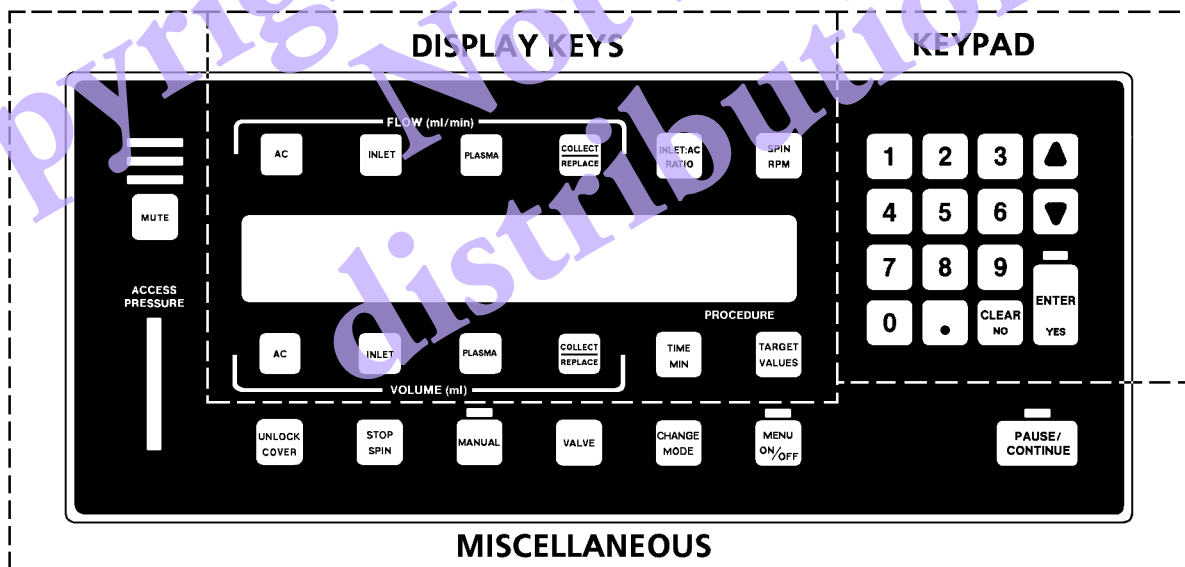 DISPLAY KEYS
KEYPAD
FLOW (ml/min)
AC
INLET
PLASMA
COLLECT
REPLACE
INLET:AC
RATIO
SPIN
RPM
1 2 3
4 5 6
7 8 9
0 .
CLEAR
NO
ENTER
YES
MUTE
ACCESS
PRESSURE
PROCEDURE
AC
INLET
PLASMA
COLLECT
REPLACE
TIME
MIN
TARGET
VALUES
VOLUME (ml)
UNLOCK
COVER
STOP
SPIN
MANUAL
VALVE
CHANGE
MODE
MENU
ON/OFF
PAUSE/
CONTINUE
MISCELLANEOUS
pyrig
Not
distributio